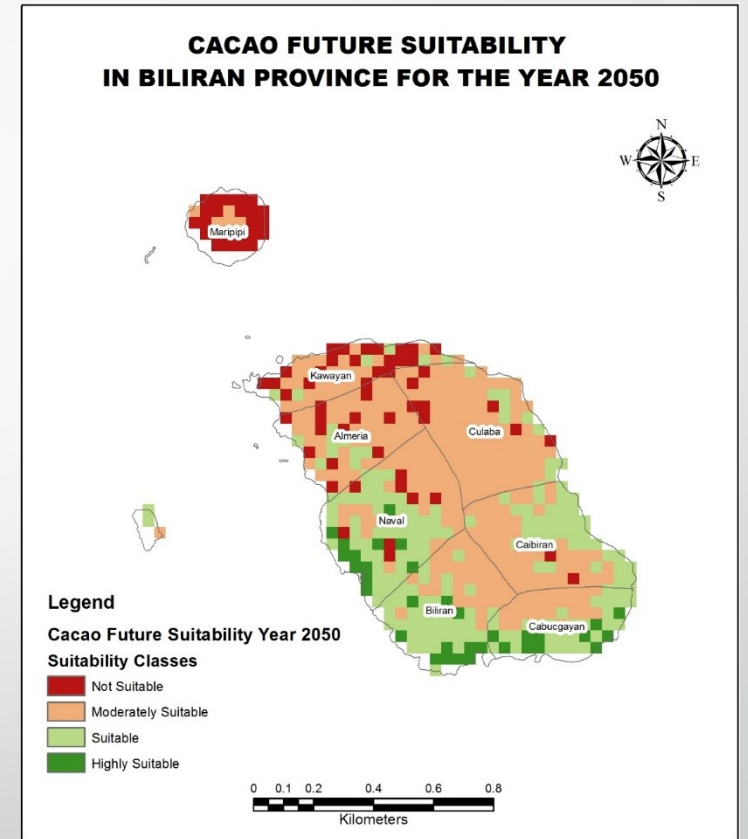 CACAO FUTURE SUITABILITY
IN BILIRAN PROVINCE FOR THE YEAR 2050
N
W E
S
Maripipi
Kawayan
Almeria
Culaba
Naval
Caibiran
Biliran
Cabucgayan
Legend
Cacao Future Suitability Year 2050
Suitability Classes
Not Suitable
Moderately Suitable
Suitable
Highly Suitable
0 0.1 0.2 0.4 0.6 0.8
Kilometers